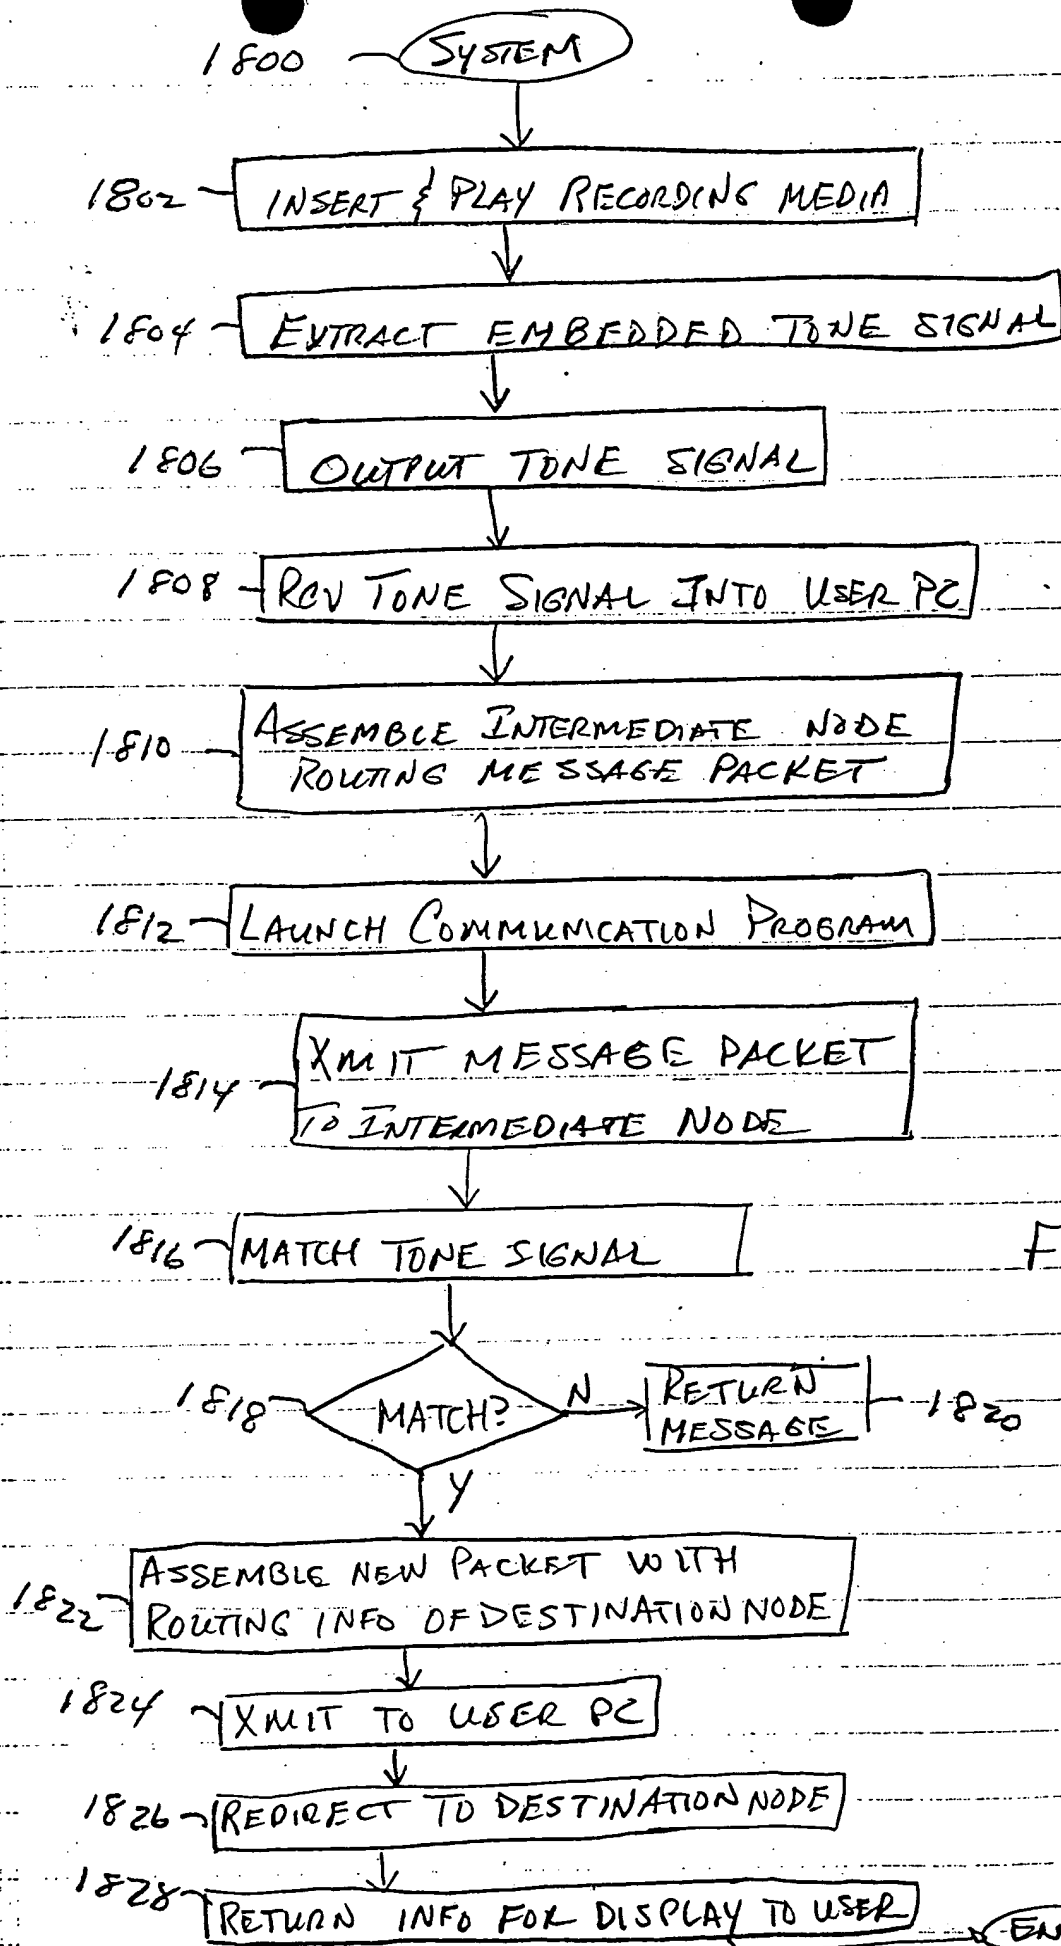 1800 SYSTEM
1802 INSERT & PLAY RECORDING MEDIA
1804 EXTRACT EMBEDDED TONE SIGNAL
1806 OUTPUT TONE SIGNAL
1808 RCV TONE SIGNAL INTO USER PC
ASSEMBLE INTERMEDIATE NODE
1810 ROUTING MESSAGE PACKET
1812 LAUNCH COMMUNICATION PROGRAM
XMIT MESSAGE PACKET
1814
TO INTERMEDIATE NODE
1816 MATCH TONE SIGNAL
F
1818 MATCH? N RETURN 1820
MESSAGE
Y
ASSEMBLE NEW PACKET WITH
1822 ROUTING INFO OF DESTINATION NODE
1824 XMIT TO USER PC
1826 REDIRECT TO DESTINATION NODE
1828 RETURN INFO FOR DISPLAY TO USER